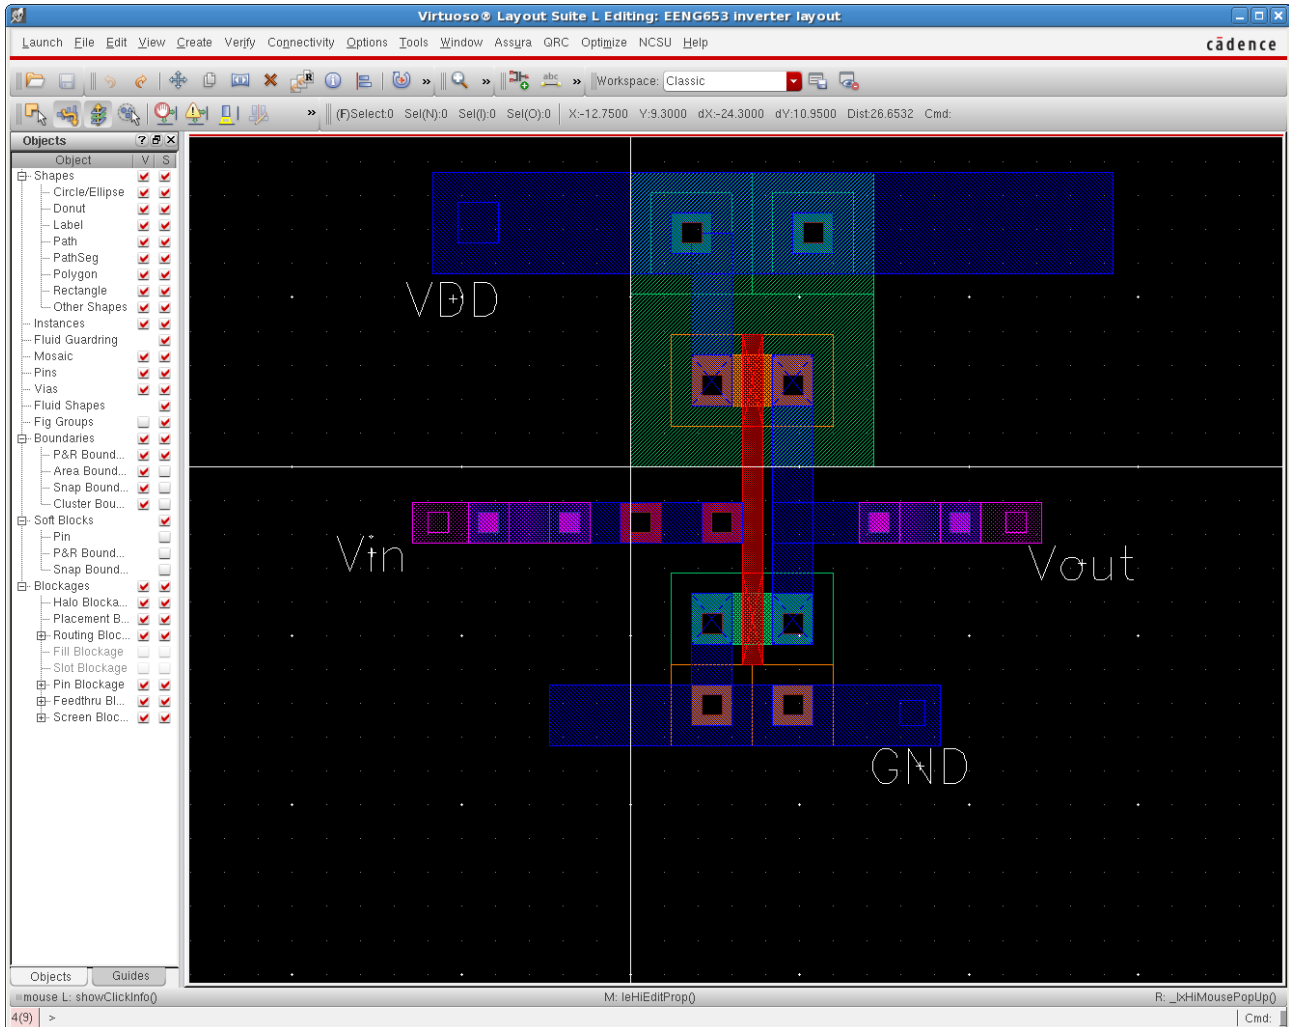 Virtuoso® Layout Suite L Editing: EENG653 inverter layout
Launch File Edit View Create Verify Connectivity Options Tools Window Assura QRC Optimize NCSU Help
cādence
R
abc
Workspace: Classic
(F)Select:0 Sel(N):0 Sel(I):0 Sel(O):0 X:-12.7500 Y:9.3000 dX:-24.3000 dY:10.9500 Dist:26.6532 Cmd:
Objects
Object V S
Shapes
Circle/Ellipse
Donut
Label
Path
PathSeg
Polygon
Rectangle
Other Shapes
Instances
Fluid Guardring
Mosaic
Pins
Vias
Fluid Shapes
Fig Groups
Boundaries
P&R Bound...
Area Bound...
Snap Bound...
Cluster Bou...
Soft Blocks
Pin
P&R Bound...
Snap Bound...
Blockages
Halo Blocka...
Placement B...
Routing Bloc...
Fill Blockage
Slot Blockage
Pin Blockage
Feedthru Bl...
Screen Bloc...
VDD
Vin
Vout
GND
Objects Guides
mouse L: showClickInfo() M: leHiEditProp() R: _lxHiMousePopUp()
4(9) > Cmd: